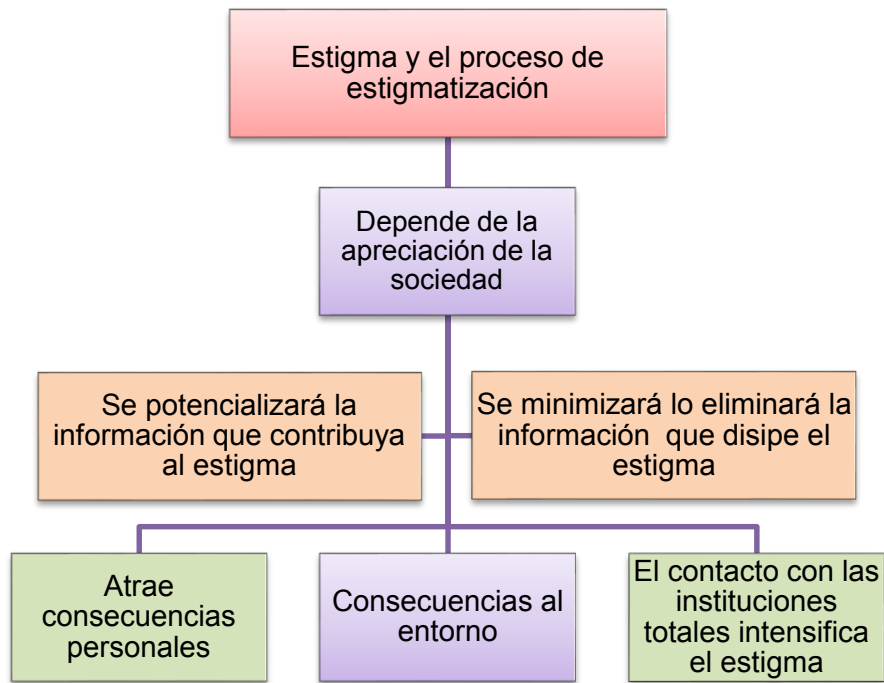 Estigma y el proceso de
estigmatización
Depende de la
apreciación de la
sociedad
Se potencializará la
información que contribuya
al estigma
Se minimizará lo eliminará la
información que disipe el
estigma
Atrae
consecuencias
personales
Consecuencias al
entorno
El contacto con las
instituciones
totales intensifica
el estigma